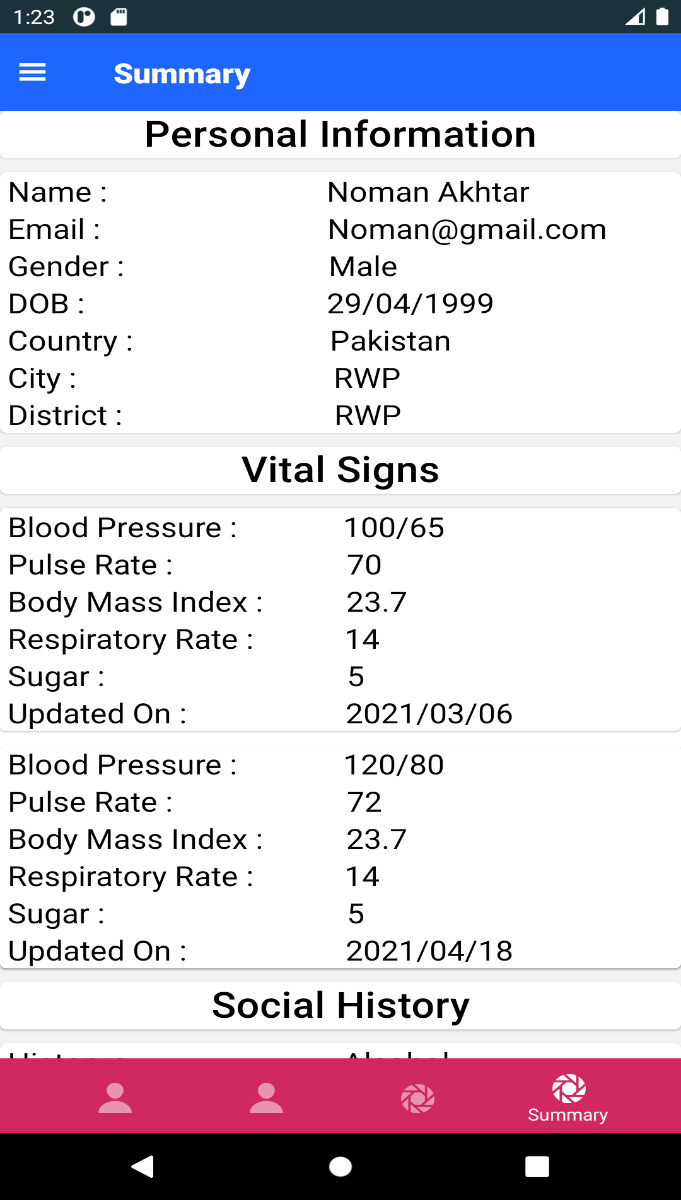 1:23
Summary
Personal Information
Name : Noman Akhtar
Email : Noman@gmail.com
Gender : Male
DOB : 29/04/1999
Country : Pakistan
City : RWP
District : RWP
Vital Signs
Blood Pressure : 100/65
Pulse Rate : 70
Body Mass Index : 23.7
Respiratory Rate : 14
Sugar : 5
Updated On : 2021/03/06
Blood Pressure : 120/80
Pulse Rate : 72
Body Mass Index : 23.7
Respiratory Rate : 14
Sugar : 5
Updated On : 2021/04/18
Social History
Summary